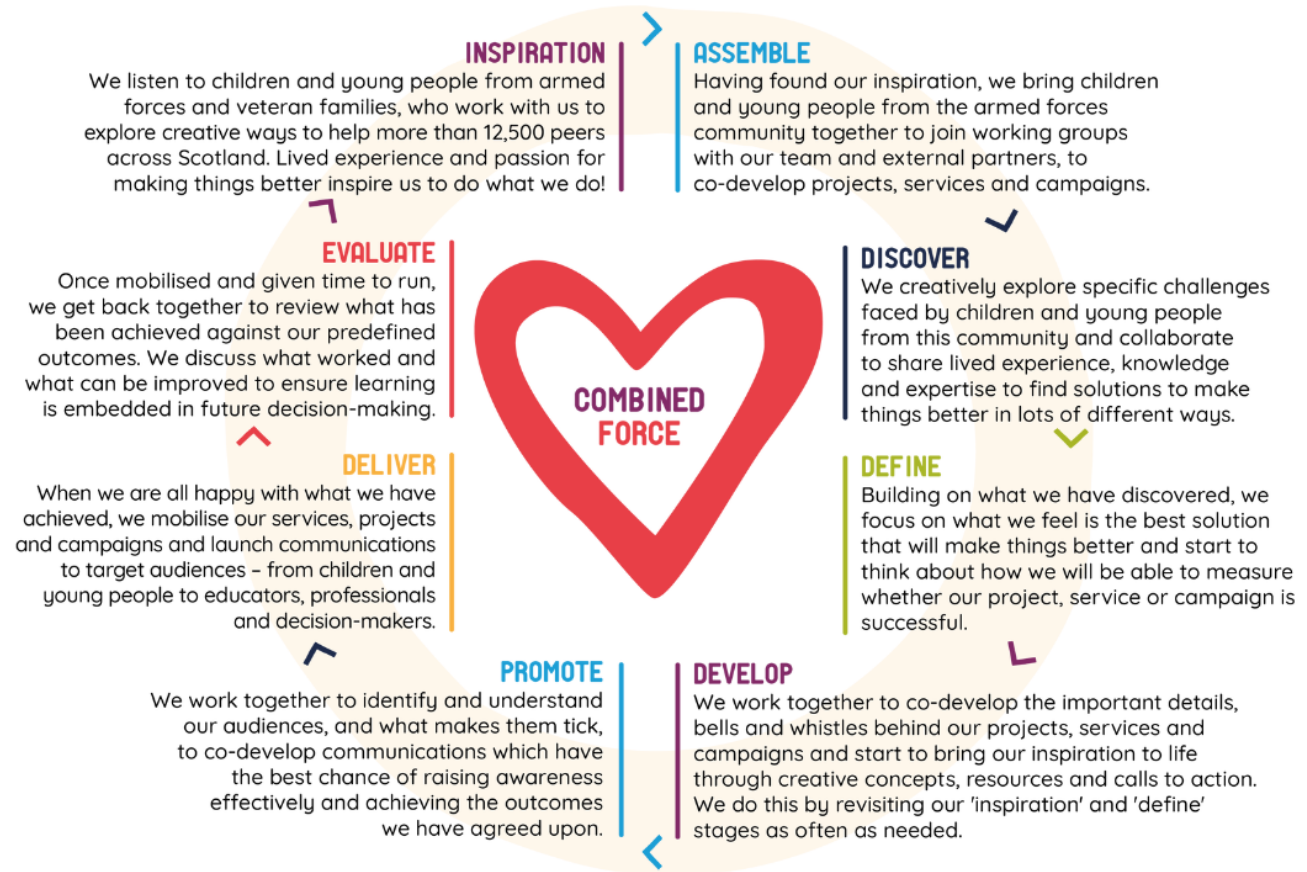 INSPIRATION
We listen to children and young people from armed
forces and veteran families, who work with us to
explore creative ways to help more than 12,500 peers
across Scotland. Lived experience and passion for
making things better inspire us to do what we do!
ASSEMBLE
Having found our inspiration, we bring children
and young people from the armed forces
community together to join working groups
with our team and external partners, to
co-develop projects, services and campaigns.
DISCOVER
We creatively explore specific challenges
faced by children and young people
from this community and collaborate
to share lived experience, knowledge
and expertise to find solutions to make
things better in lots of different ways.
DEFINE
Building on what we have discovered, we
focus on what we feel is the best solution
that will make things better and start to
think about how we will be able to measure
whether our project, service or campaign is
successful.
DEVELOP
We work together to co-develop the important details,
bells and whistles behind our projects, services and
campaigns and start to bring our inspiration to life
through creative concepts, resources and calls to action.
We do this by revisiting our 'inspiration' and 'define'
stages as often as needed.
PROMOTE
We work together to identify and understand
our audiences, and what makes them tick,
to co-develop communications which have
the best chance of raising awareness
effectively and achieving the outcomes
we have agreed upon.
DELIVER
When we are all happy with what we have
achieved, we mobilise our services, projects
and campaigns and launch communications
to target audiences – from children and
young people to educators, professionals
and decision-makers.
EVALUATE
Once mobilised and given time to run,
we get back together to review what has
been achieved against our predefined
outcomes. We discuss what worked and
what can be improved to ensure learning
is embedded in future decision-making.
COMBINED
FORCE